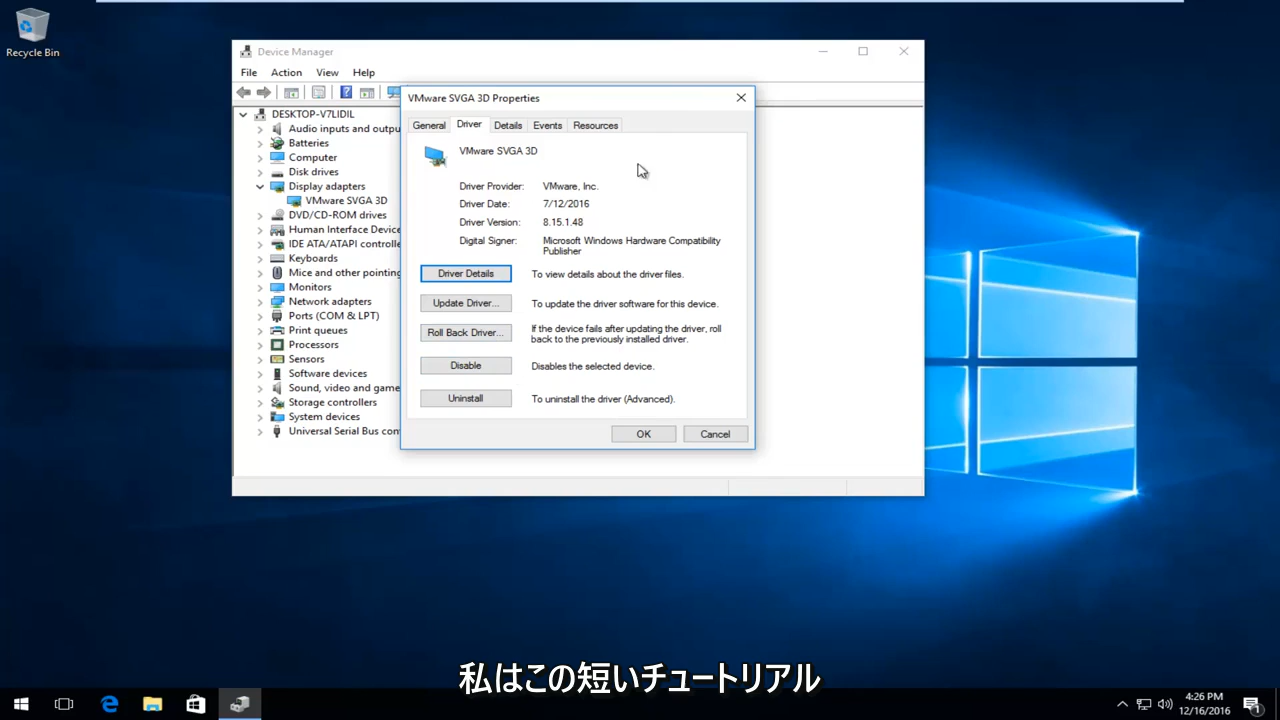 Recycle Bin
Device Manager
File Action View Help
DESKTOP-V7LIDIL
Audio inputs and outpu
Batteries
Computer
Disk drives
Display adapters
VMware SVGA 3D
DVD/CD-ROM drives
Human Interface Device
IDE ATA/ATAPI controlle
Keyboards
Mice and other pointing
Monitors
Network adapters
Ports (COM & LPT)
Print queues
Processors
Sensors
Software devices
Sound, video and game
Storage controllers
System devices
Universal Serial Bus con
VMware SVGA 3D Properties
General Driver Details Events Resources
VMware SVGA 3D
Driver Provider: VMware, Inc.
Driver Date: 7/12/2016
Driver Version: 8.15.1.48
Digital Signer: Microsoft Windows Hardware Compatibility
Publisher
Driver Details To view details about the driver files.
Update Driver... To update the driver software for this device.
Roll Back Driver... If the device fails after updating the driver, roll
back to the previously installed driver.
Disable Disables the selected device.
Uninstall To uninstall the driver (Advanced).
OK Cancel
私はこの短いチュートリアル
4:26 PM
12/16/2016
1